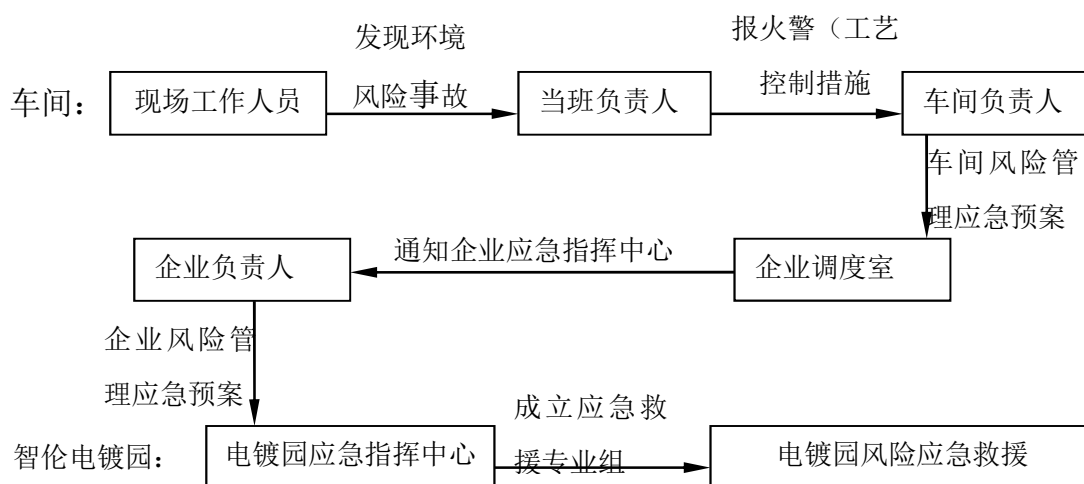 发现环境
报火警（工艺
车间：
现场工作人员
风险事故
当班负责人
控制措施
车间负责人
车间风险管
理应急预案
企业负责人
通知企业应急指挥中心
企业调度室
企业风险管
理应急预案
成立应急救
智伦电镀园：
电镀园应急指挥中心
援专业组
电镀园风险应急救援